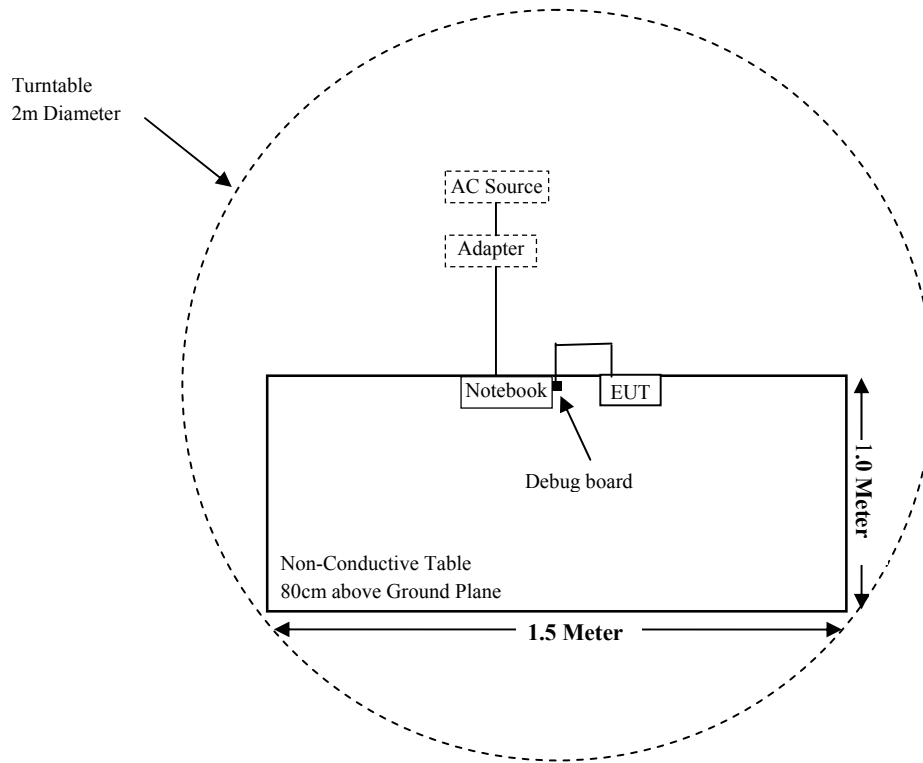 Turntable
2m Diameter
AC Source
Adapter
Notebook
EUT
Debug board
1.0 Meter
Non-Conductive Table
80cm above Ground Plane
1.5 Meter